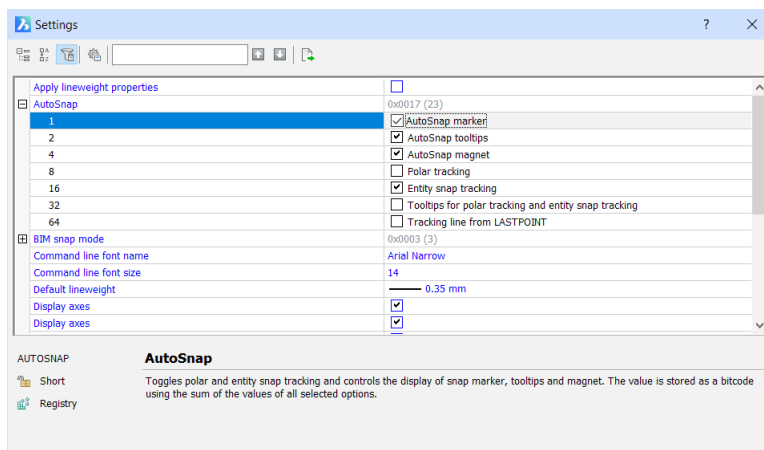 Settings
Apply lineweight properties
AutoSnap 0x0017 (23)
1 AutoSnap marker
2 AutoSnap tooltips
4 AutoSnap magnet
8 Polar tracking
16 Entity snap tracking
32 Tooltips for polar tracking and entity snap tracking
64 Tracking line from LASTPOINT
BIM snap mode 0x0003 (3)
Command line font name Arial Narrow
Command line font size 14
Default lineweight 0.35 mm
Display axes
Display axes
AUTOSNAP AutoSnap
Short Toggles polar and entity snap tracking and controls the display of snap marker, tooltips and magnet. The value is stored as a bitcode
using the sum of the values of all selected options.
Registry